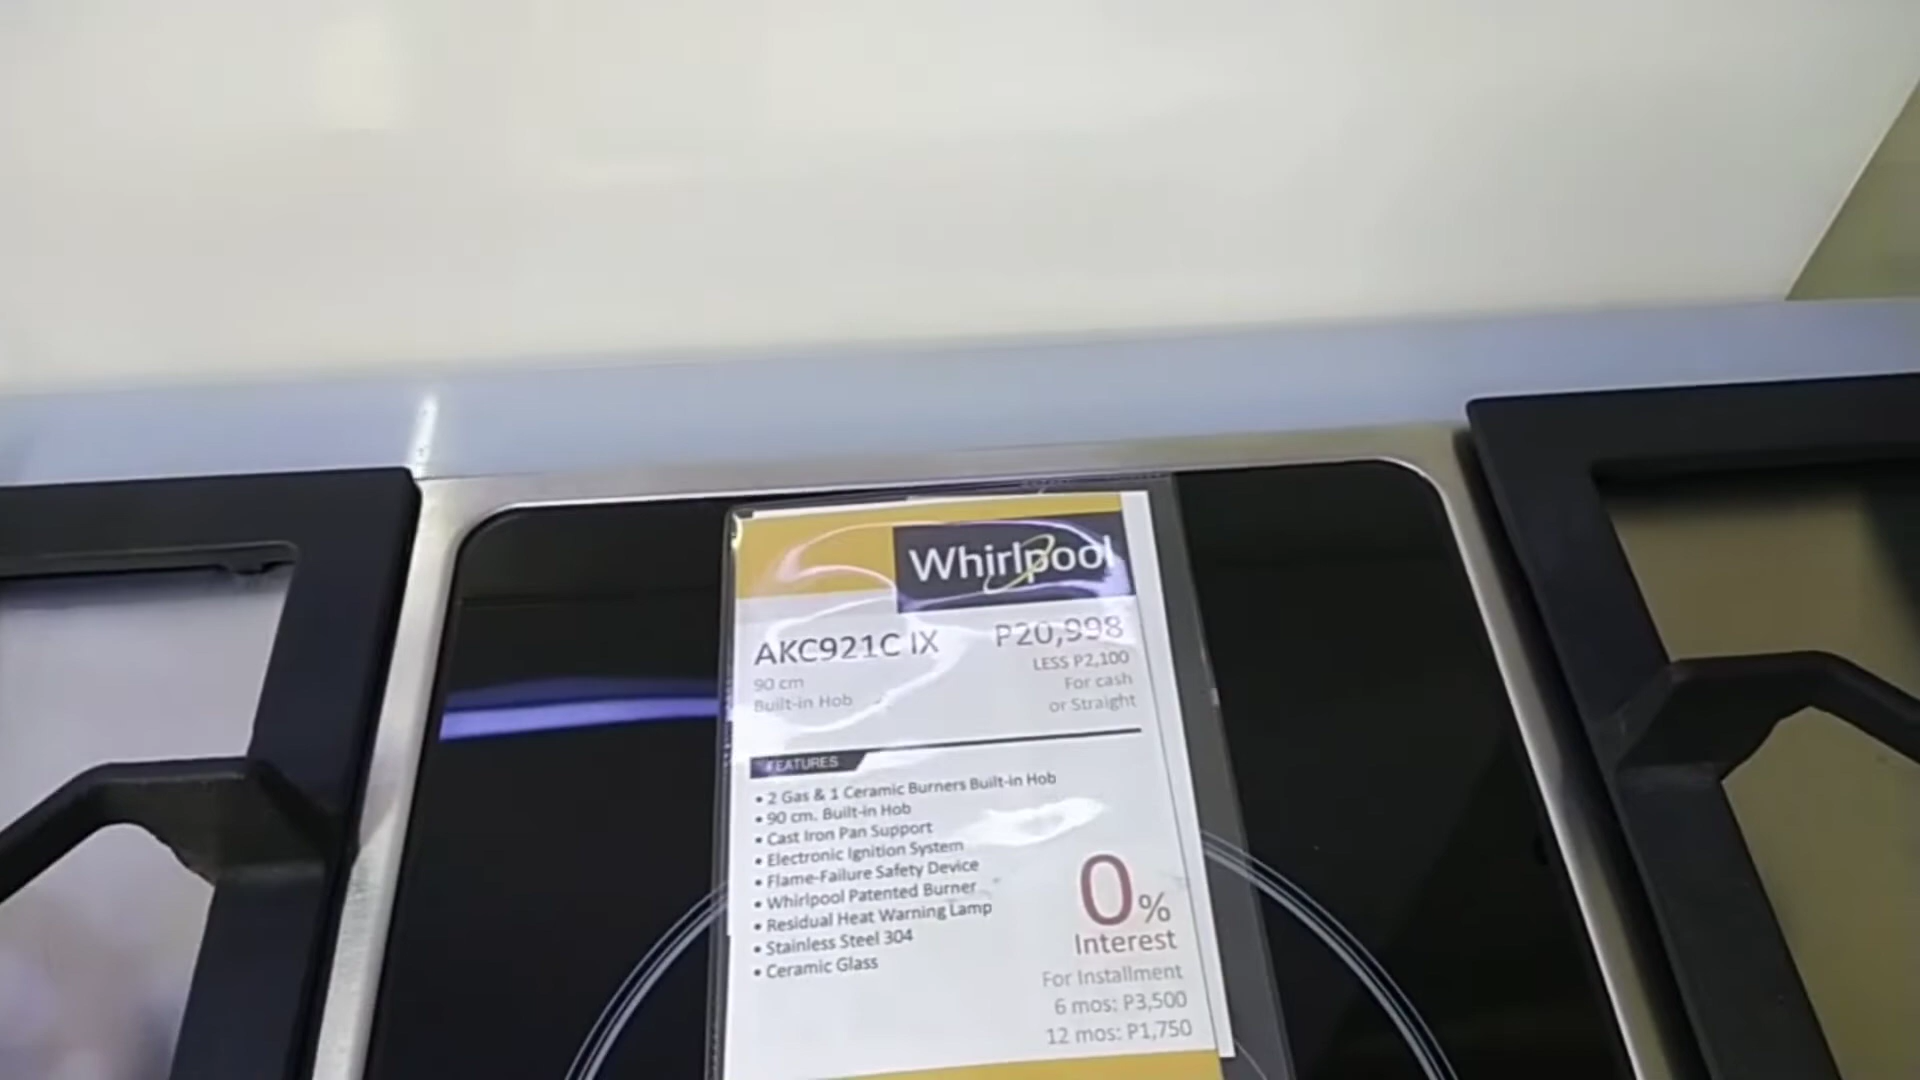 Whirlpool
AKC921C IX
P20,998
90 cm
Built-in Hob
LESS P2,100
For cash
or Straight
FEATURES
• 2 Gas & 1 Ceramic Burners Built-in Hob
• 90 cm. Built-in Hob
• Cast Iron Pan Support
• Electronic Ignition System
• Flame-Failure Safety Device
• Whirlpool Patented Burner
• Residual Heat Warning Lamp
• Stainless Steel 304
• Ceramic Glass
0%
Interest
For Installment
6 mos: P3,500
12 mos: P1,750